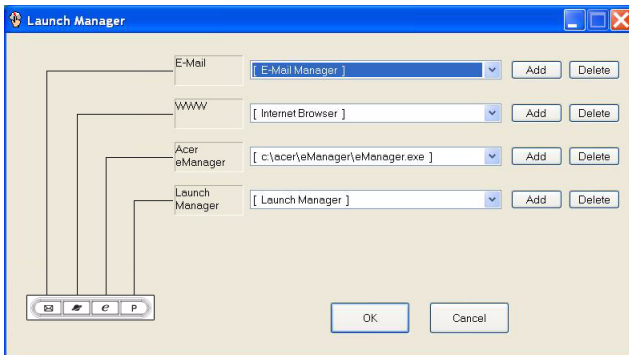 Launch Manager
E-Mail
[ E-Mail Manager ]
Add
Delete
WWW
[ Internet Browser ]
Add
Delete
Acer
eManager
[ c:\acer\eManager\eManager.exe ]
Add
Delete
Launch
Manager
[ Launch Manager ]
Add
Delete
e
P
OK
Cancel